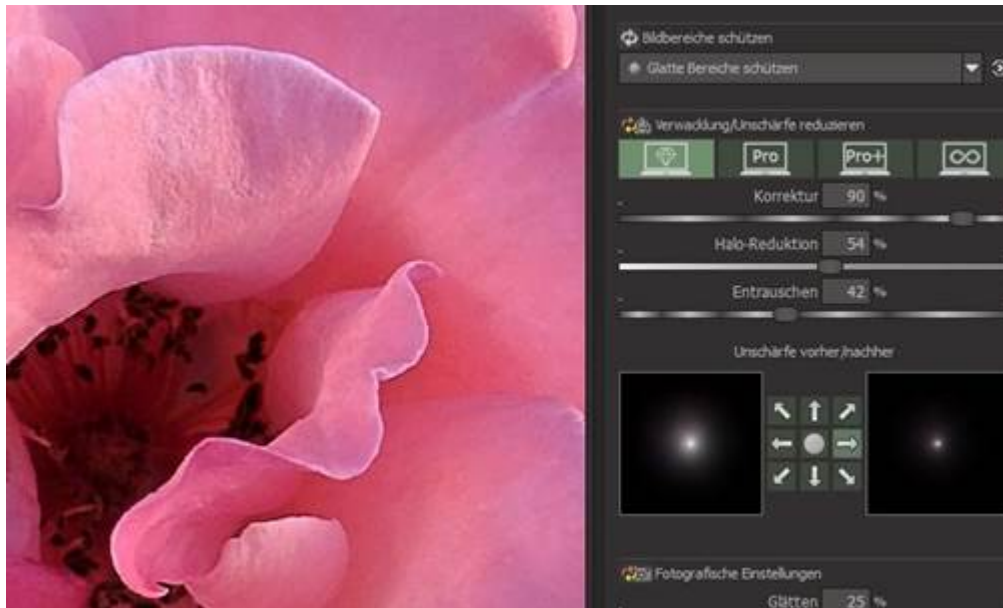 Bildbereiche schützen
Glatte Bereiche schützen
Verwacklung/Unschärfe reduzieren
Pro Pro+
Korrektur 90 %
Halo-Reduktion 54 %
Entrauschen 42 %
Unschärfe vorher/nachher
Fotografische Einstellungen
Glätten 25 %